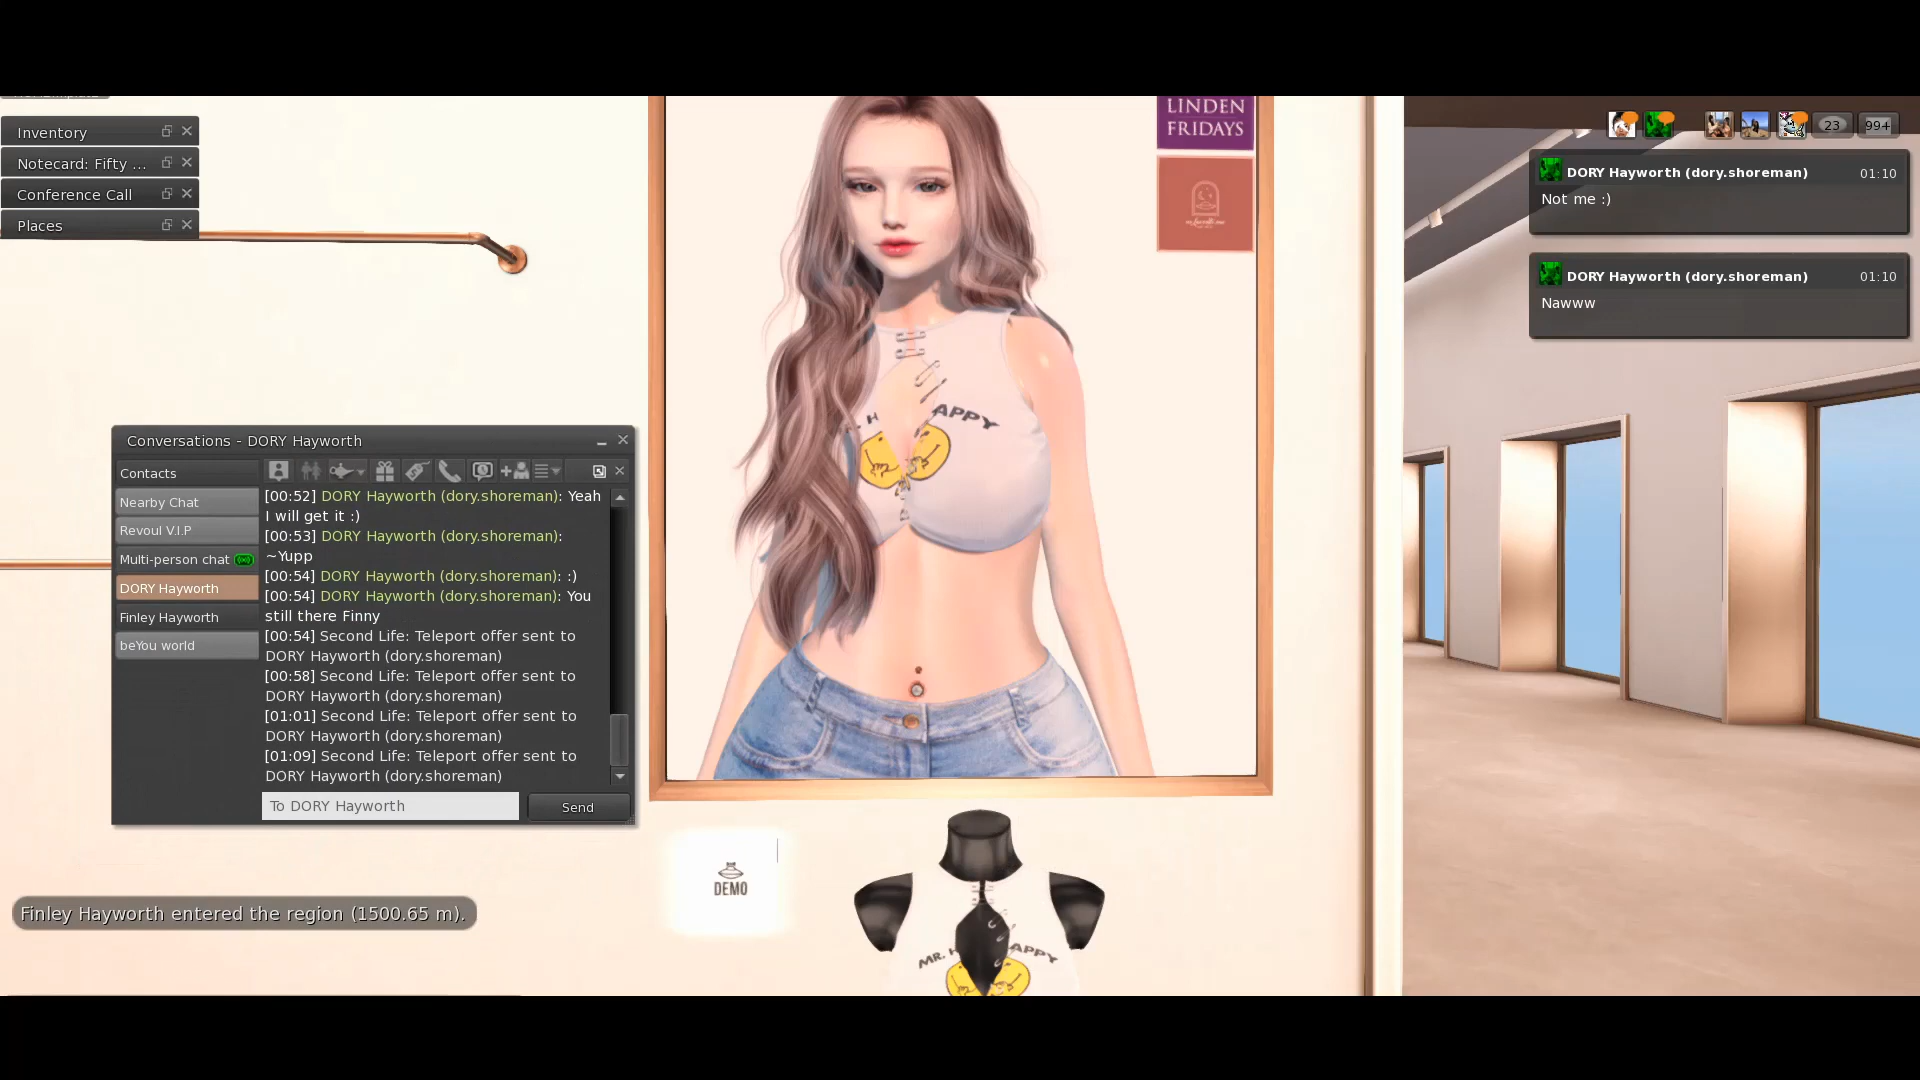 Inventory
Notecard: Fifty ...
Conference Call
Places
LINDEN
FRIDAYS
23
99+
DORY Hayworth (dory.shoreman) 01:10
Not me :)
DORY Hayworth (dory.shoreman) 01:10
Nawww
APPY
Conversations - DORY Hayworth
Contacts
Nearby Chat
Revoul V.I.P
Multi-person chat
DORY Hayworth
Finley Hayworth
beYou world
[00:52] DORY Hayworth (dory.shoreman): Yeah
I will get it :)
[00:53] DORY Hayworth (dory.shoreman):
~Yupp
[00:54] DORY Hayworth (dory.shoreman): :)
[00:54] DORY Hayworth (dory.shoreman): You
still there Finny
[00:54] Second Life: Teleport offer sent to
DORY Hayworth (dory.shoreman)
[00:58] Second Life: Teleport offer sent to
DORY Hayworth (dory.shoreman)
[01:01] Second Life: Teleport offer sent to
DORY Hayworth (dory.shoreman)
[01:09] Second Life: Teleport offer sent to
DORY Hayworth (dory.shoreman)
To DORY Hayworth
Send
DEMO
Finley Hayworth entered the region (1500.65 m).
MR. H APPY